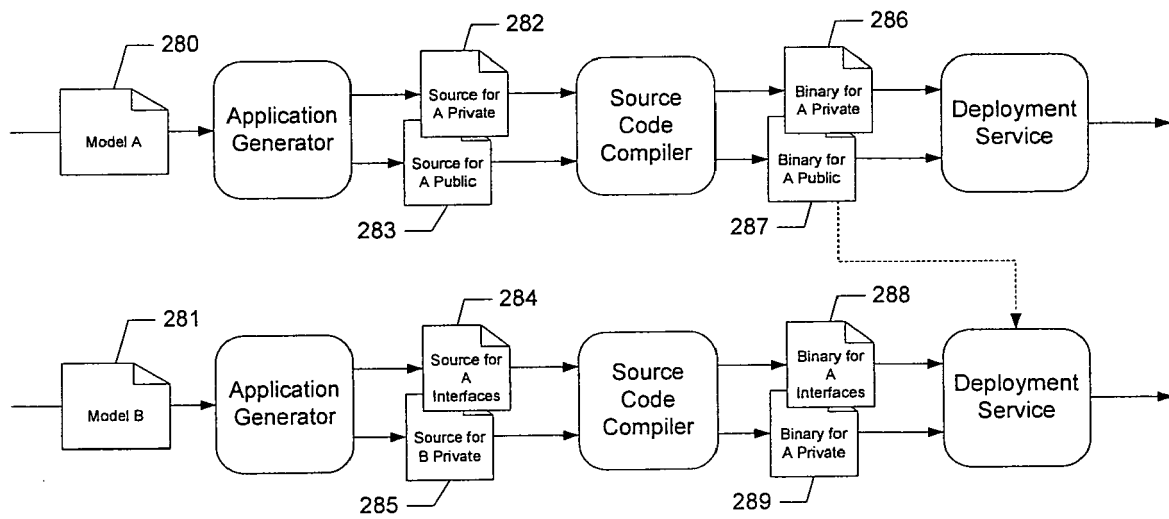 280
282
286
Model A
Application
Generator
Source for
A Private
Source for
A Public
Source
Code
Compiler
Binary for
A Private
Binary for
A Public
Deployment
Service
283
287
281
284
288
Model B
Application
Generator
Source for
A
Interfaces
Source for
B Private
Source
Code
Compiler
Binary for
A
Interfaces
Binary for
A Private
Deployment
Service
285
289